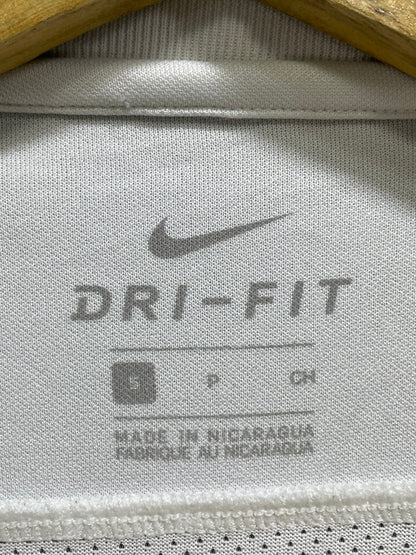 DRI-FIT
S P CH
MADE IN NICARAGUA
FABRIQUE AU NICARAGUA